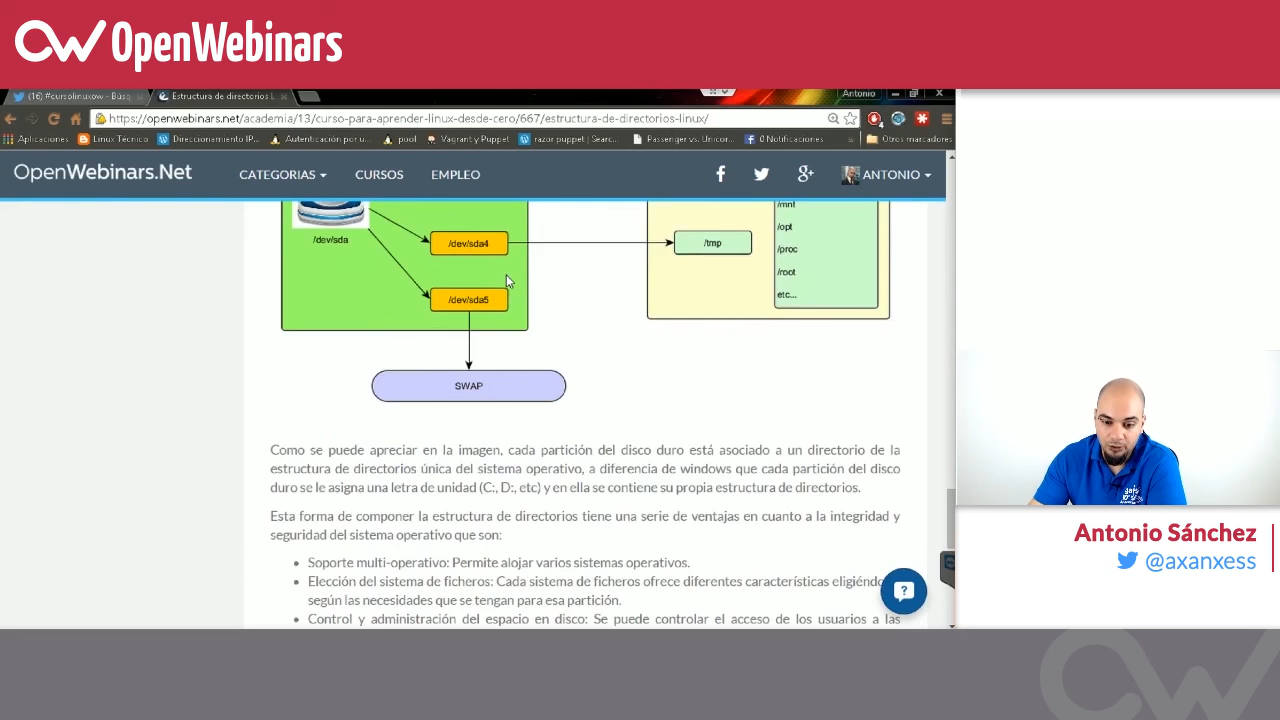 OpenWebinars
(16) #cursolinuxow - Búsq
Estructura de directorios L
Antonio
https://openwebinars.net/academia/13/curso-para-aprender-linux-desde-cero/667/estructura-de-directorios-linux/
Aplicaciones
Linux Técnico
Direccionamiento IP...
Autenticación por u...
pool
Vagrant y Puppet
razor puppet | Searc...
Passenger vs. Unicor...
0 Notificaciones
»
Otros marcadores
OpenWebinars.Net
CATEGORIAS
CURSOS
EMPLEO
ANTONIO
/dev/sda
/dev/sda4
/dev/sda5
/tmp
/mnt
/opt
/proc
/root
etc...
SWAP
Como se puede apreciar en la imagen, cada partición del disco duro está asociado a un directorio de la
estructura de directorios única del sistema operativo, a diferencia de windows que cada partición del disco
duro se le asigna una letra de unidad (C:, D:, etc) y en ella se contiene su propia estructura de directorios.
Esta forma de componer la estructura de directorios tiene una serie de ventajas en cuanto a la integridad y
seguridad del sistema operativo que son:
• Soporte multi-operativo: Permite alojar varios sistemas operativos.
• Elección del sistema de ficheros: Cada sistema de ficheros ofrece diferentes características eligiéndo
según las necesidades que se tengan para esa partición.
• Control y administración del espacio en disco: Se puede controlar el acceso de los usuarios a las
Antonio Sánchez
@axanxess